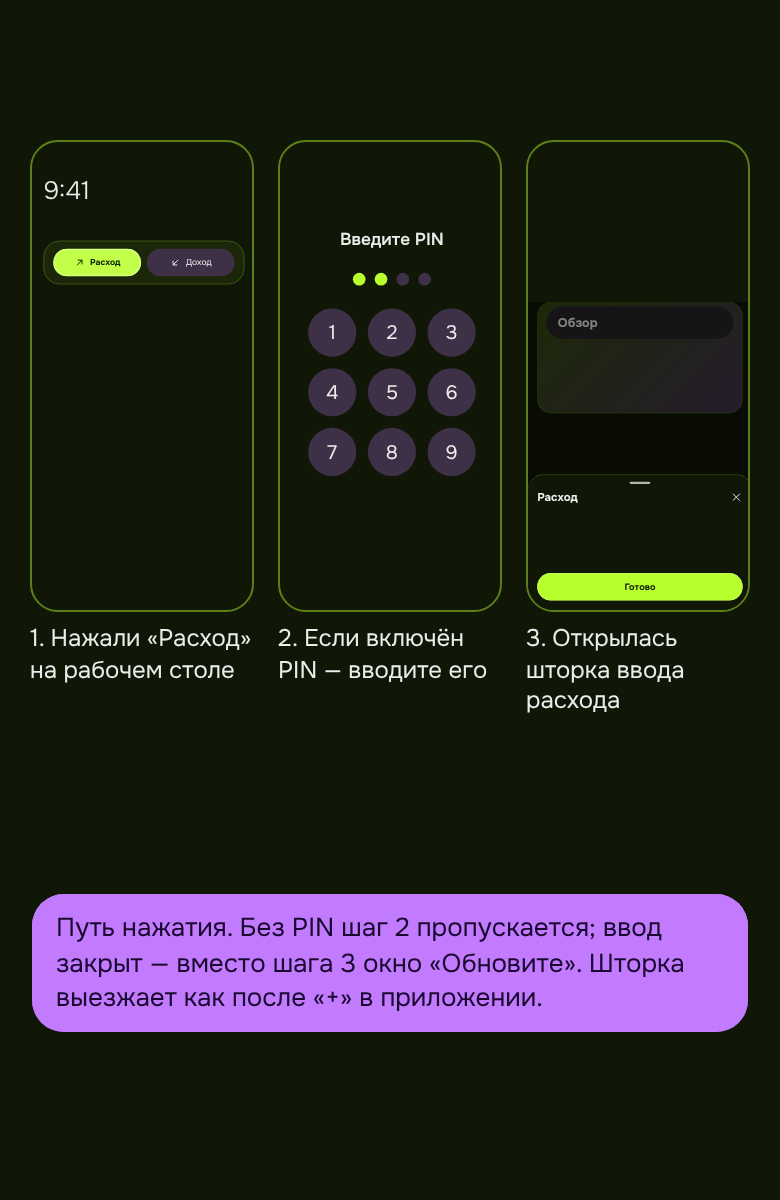 9:41
Расход
Доход
1. Нажали «Расход»
на рабочем столе
Введите PIN
1 2 3
4 5 6
7 8 9
2. Если включён
PIN — вводите его
Обзор
Расход
Готово
3. Открылась
шторка ввода
расхода
Путь нажатия. Без PIN шаг 2 пропускается; ввод
закрыт — вместо шага 3 окно «Обновите». Шторка
выезжает как после «+» в приложении.